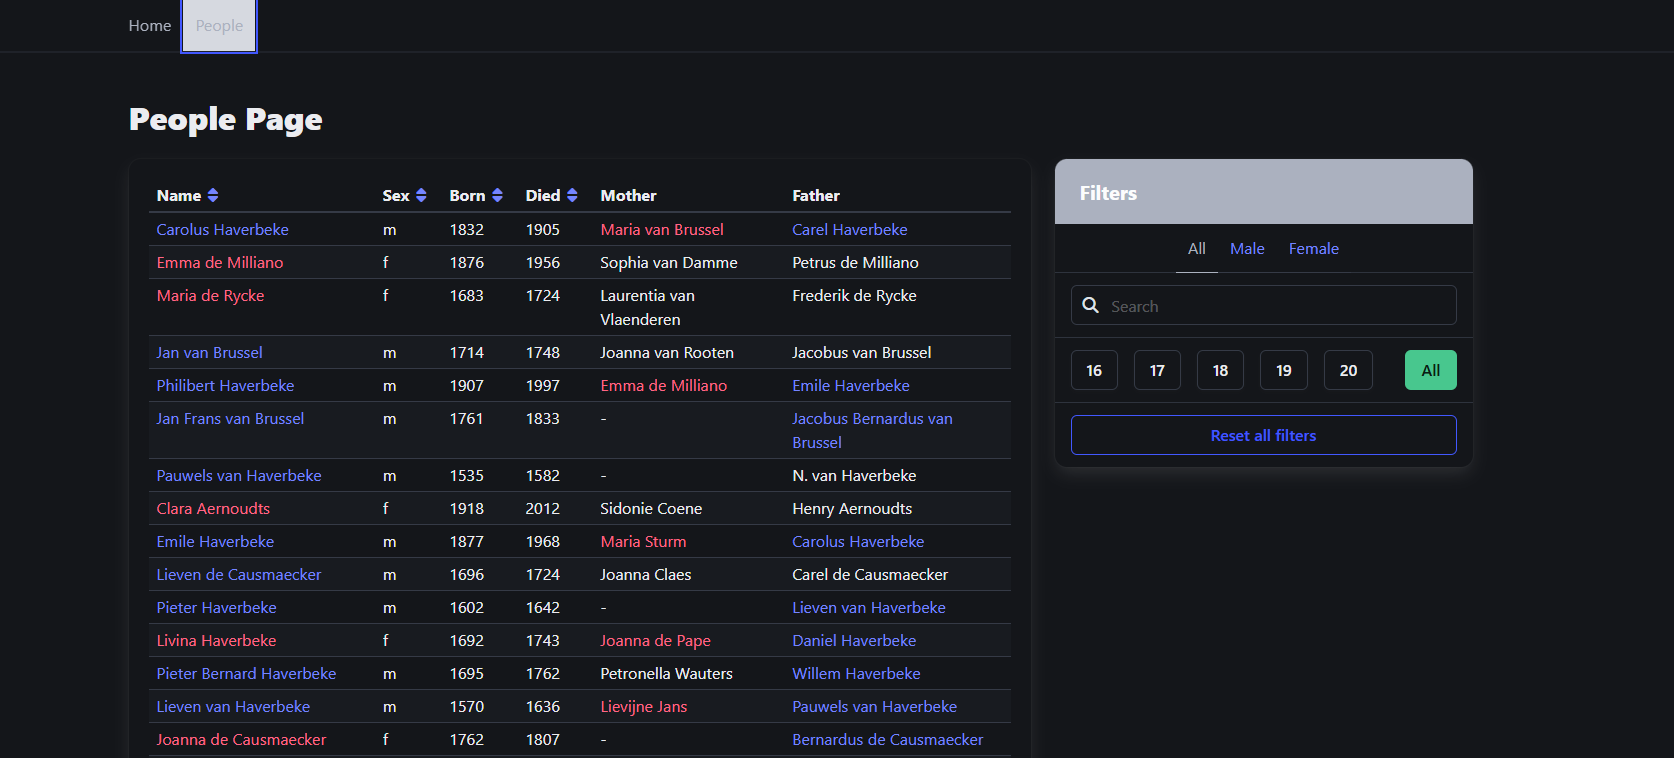 Home People
People Page
Name Sex Born Died Mother Father
Carolus Haverbeke m 1832 1905 Maria van Brussel Carel Haverbeke
Emma de Milliano f 1876 1956 Sophia van Damme Petrus de Milliano
Maria de Rycke f 1683 1724 Laurentia van Frederik de Rycke
Vlaenderen
Jan van Brussel m 1714 1748 Joanna van Rooten Jacobus van Brussel
Philibert Haverbeke m 1907 1997 Emma de Milliano Emile Haverbeke
Jan Frans van Brussel m 1761 1833 - Jacobus Bernardus van
Brussel
Pauwels van Haverbeke m 1535 1582 - N. van Haverbeke
Clara Aernoudts f 1918 2012 Sidonie Coene Henry Aernoudts
Emile Haverbeke m 1877 1968 Maria Sturm Carolus Haverbeke
Lieven de Causmaecker m 1696 1724 Joanna Claes Carel de Causmaecker
Pieter Haverbeke m 1602 1642 - Lieven van Haverbeke
Livina Haverbeke f 1692 1743 Joanna de Pape Daniel Haverbeke
Pieter Bernard Haverbeke m 1695 1762 Petronella Wauters Willem Haverbeke
Lieven van Haverbeke m 1570 1636 Lievijne Jans Pauwels van Haverbeke
Joanna de Causmaecker f 1762 1807 - Bernardus de Causmaecker
Filters
All Male Female
Search
16 17 18 19 20 All
Reset all filters